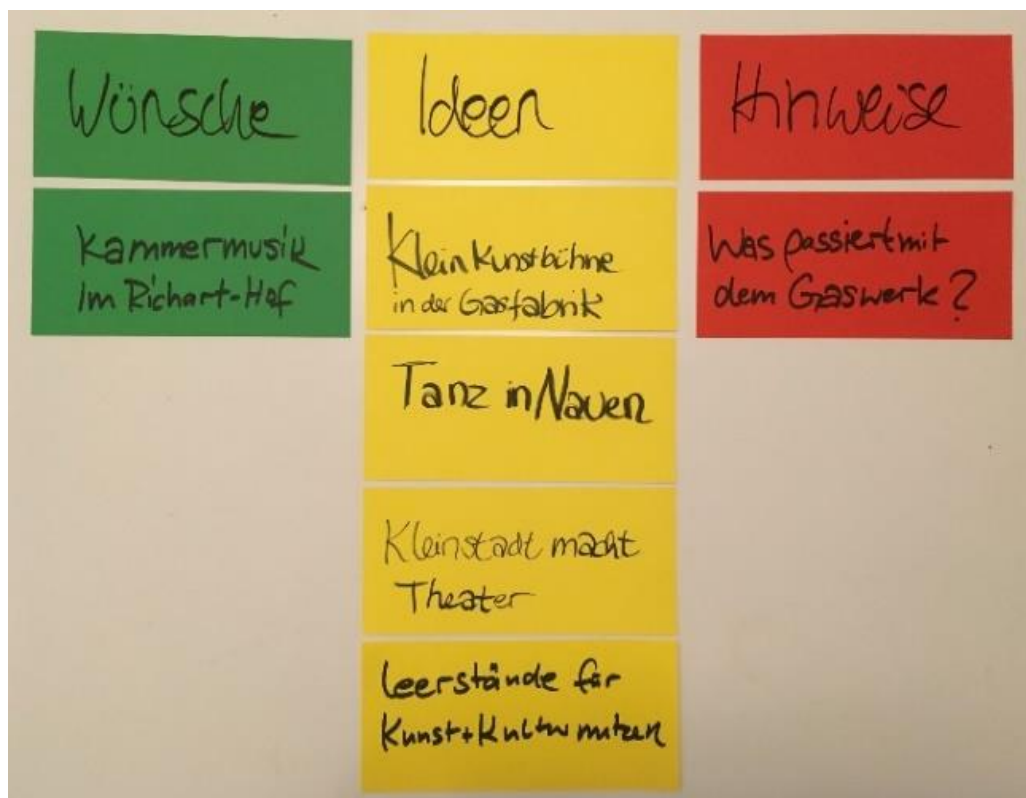 Wünsche
Kammermusik
im Richart-Hof
Ideen
Kleinkunstbühne
in der Gasfabrik
Tanz in Nauen
Kleinstadt macht
Theater
Leerstände für
Kunst+Kultur nutzen
Hinweise
Was passiert mit
dem Gaswerk?